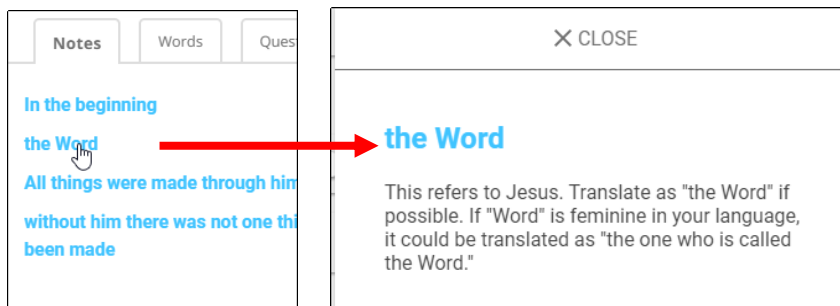 Notes
Words
Ques
In the beginning
the Word
All things were made through him
without him there was not one thi
been made
× CLOSE
the Word
This refers to Jesus. Translate as "the Word" if
possible. If "Word" is feminine in your language,
it could be translated as "the one who is called
the Word."